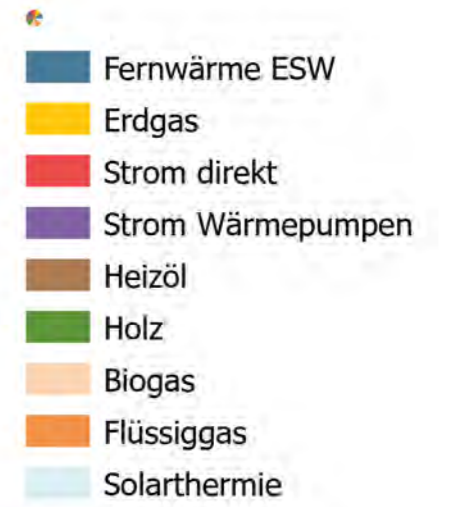 Fernwärme ESW
Erdgas
Strom direkt
Strom Wärmepumpen
Heizöl
Holz
Biogas
Flüssiggas
Solarthermie